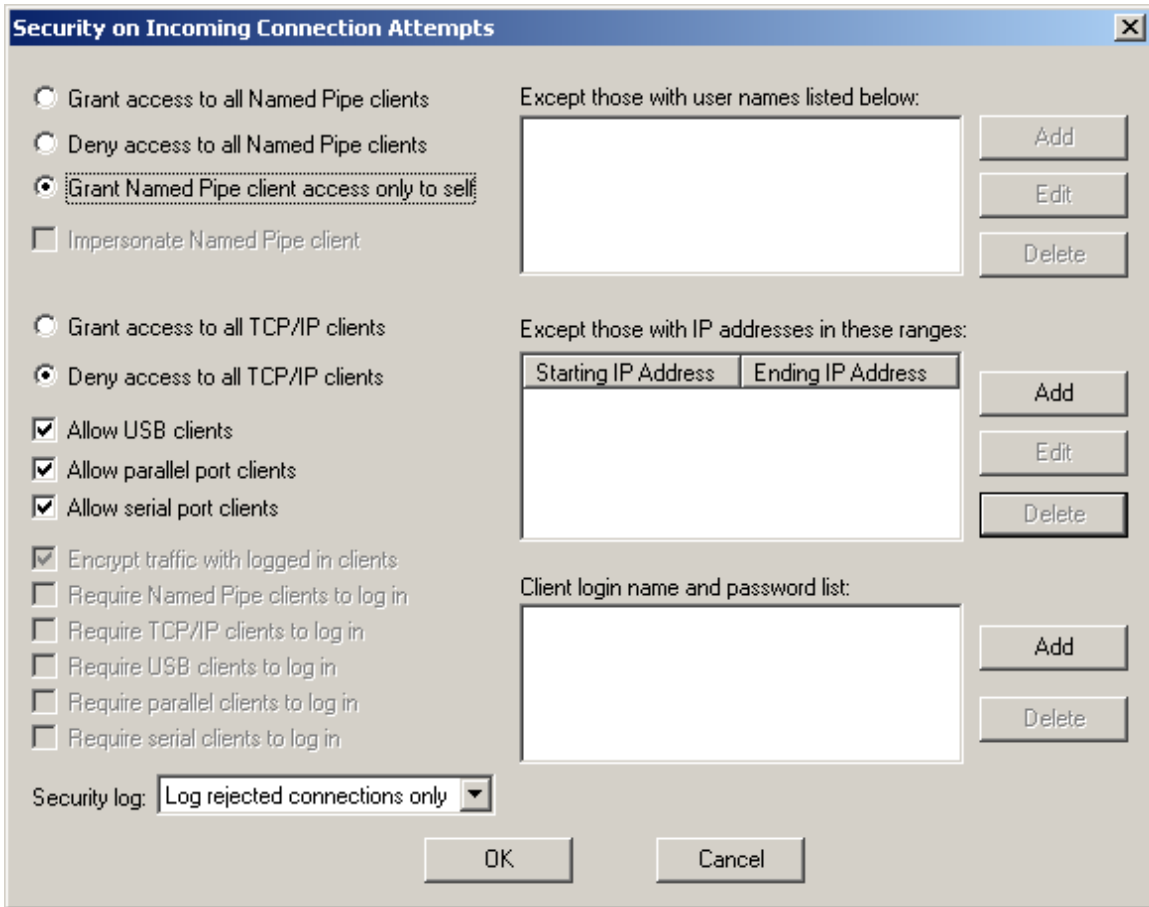 Security on Incoming Connection Attempts
Grant access to all Named Pipe clients
Deny access to all Named Pipe clients
Grant Named Pipe client access only to self
Impersonate Named Pipe client
Except those with user names listed below:
Add
Edit
Delete
Grant access to all TCP/IP clients
Deny access to all TCP/IP clients
Allow USB clients
Allow parallel port clients
Allow serial port clients
Except those with IP addresses in these ranges:
Starting IP Address Ending IP Address
Add
Edit
Delete
Encrypt traffic with logged in clients
Require Named Pipe clients to log in
Require TCP/IP clients to log in
Require USB clients to log in
Require parallel clients to log in
Require serial clients to log in
Client login name and password list:
Add
Delete
Security log: Log rejected connections only
OK Cancel